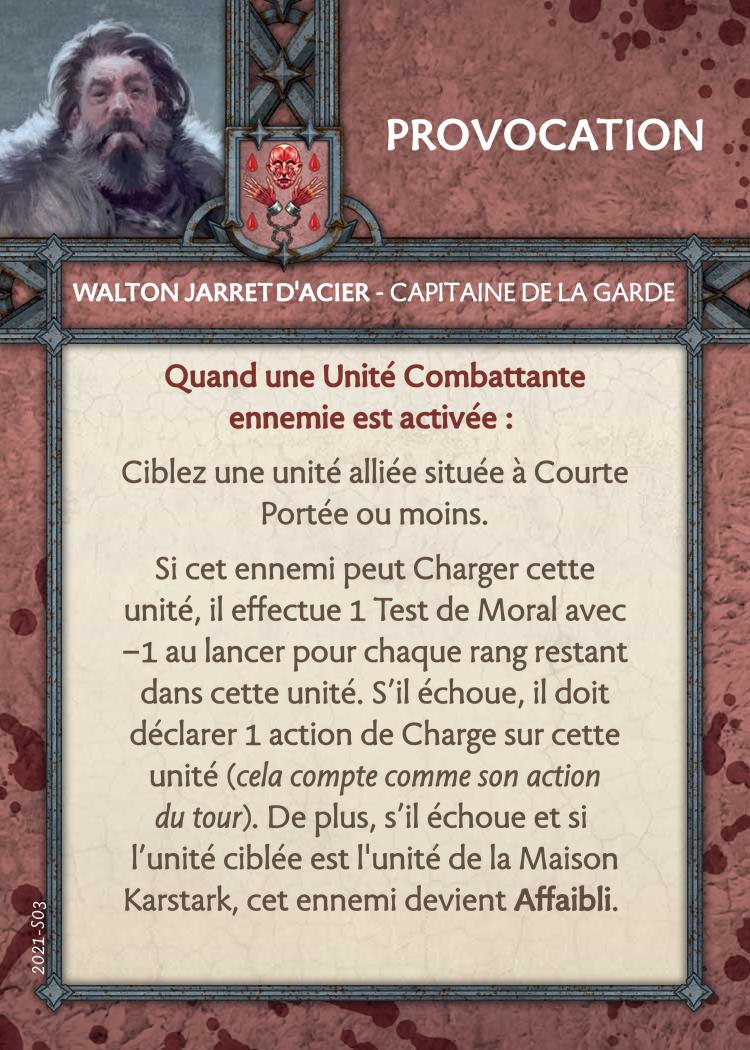 PROVOCATION
WALTON JARRET D'ACIER - CAPITAINE DE LA GARDE
Quand une Unité Combattante
ennemie est activée :
Ciblez une unité alliée située à Courte
Portée ou moins.
Si cet ennemi peut Charger cette
unité, il effectue 1 Test de Moral avec
–1 au lancer pour chaque rang restant
dans cette unité. S’il échoue, il doit
déclarer 1 action de Charge sur cette
unité (cela compte comme son action
du tour). De plus, s’il échoue et si
l’unité ciblée est l'unité de la Maison
Karstark, cet ennemi devient Affaibli.
2021-S03